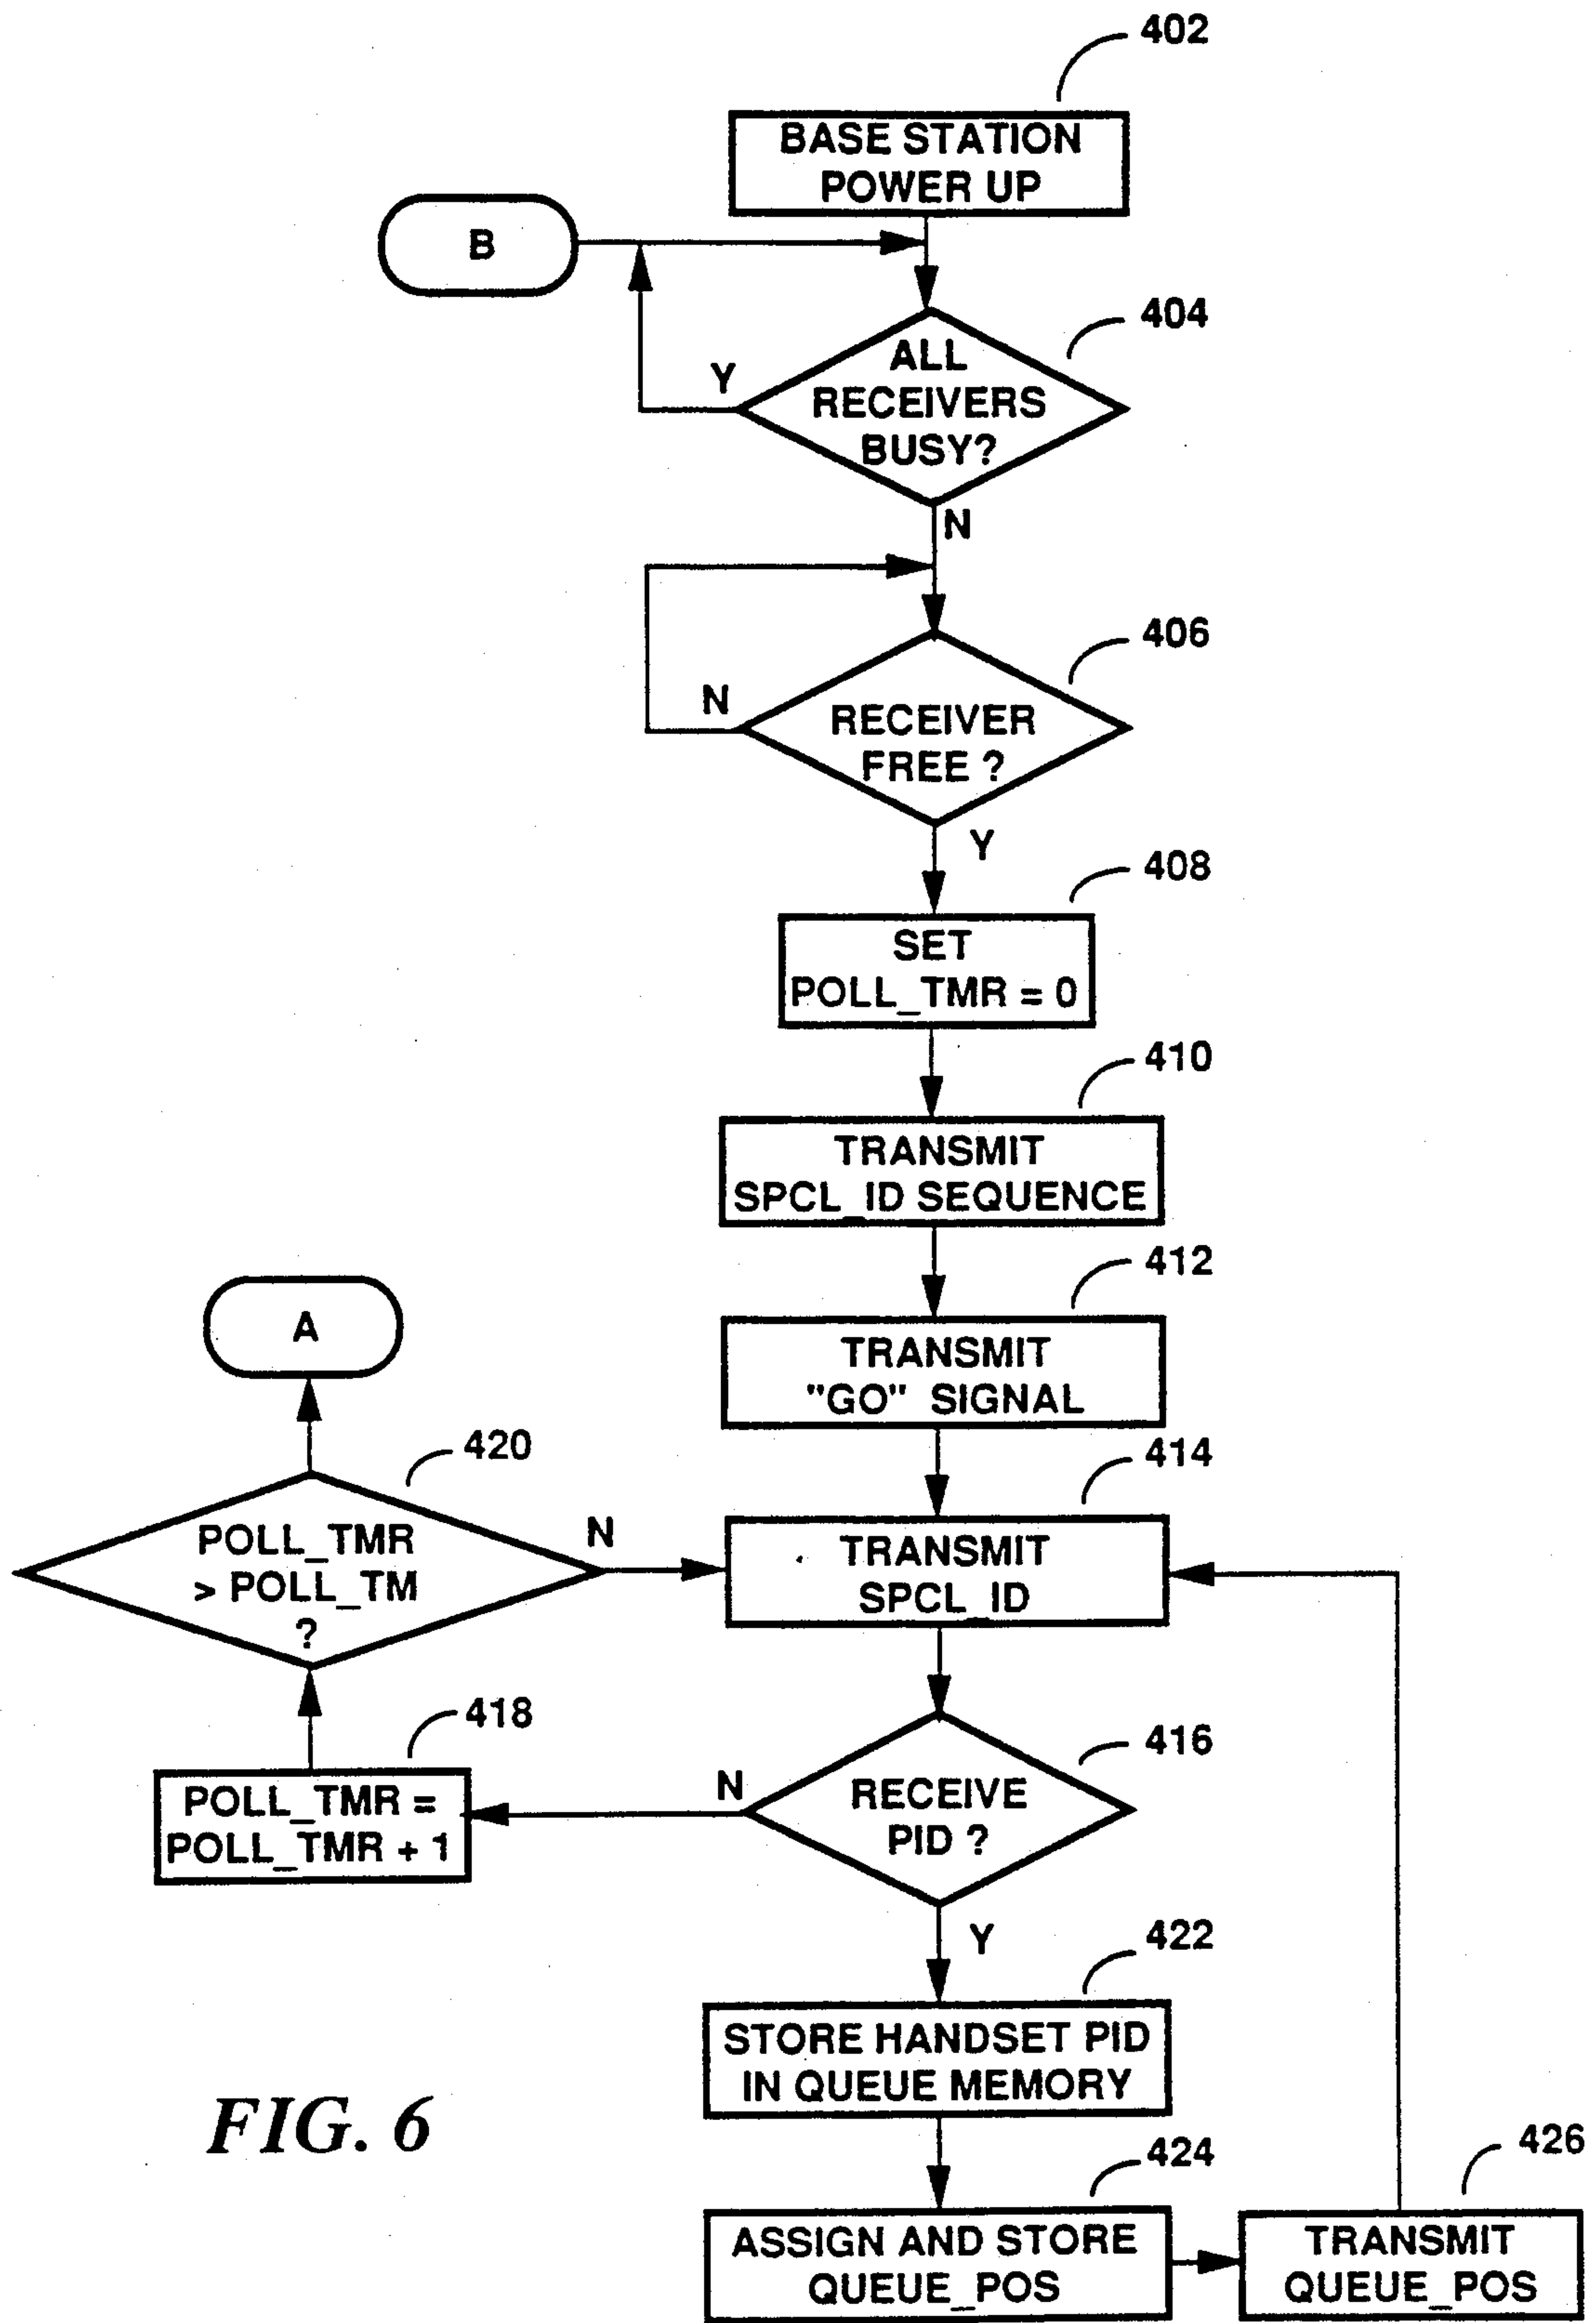 402
BASE STATION
POWER UP
B
404
ALL
RECEIVERS
BUSY?
Y
N
406
RECEIVER
FREE ?
N
Y
408
SET
POLL_TMR = 0
410
TRANSMIT
SPCL_ID SEQUENCE
412
TRANSMIT
"GO" SIGNAL
A
420
POLL_TMR
> POLL_TM
?
N
414
TRANSMIT
SPCL_ID
418
POLL_TMR =
POLL_TMR + 1
416
RECEIVE
PID ?
N
Y
422
STORE HANDSET PID
IN QUEUE MEMORY
424
ASSIGN AND STORE
QUEUE_POS
426
TRANSMIT
QUEUE_POS
FIG. 6